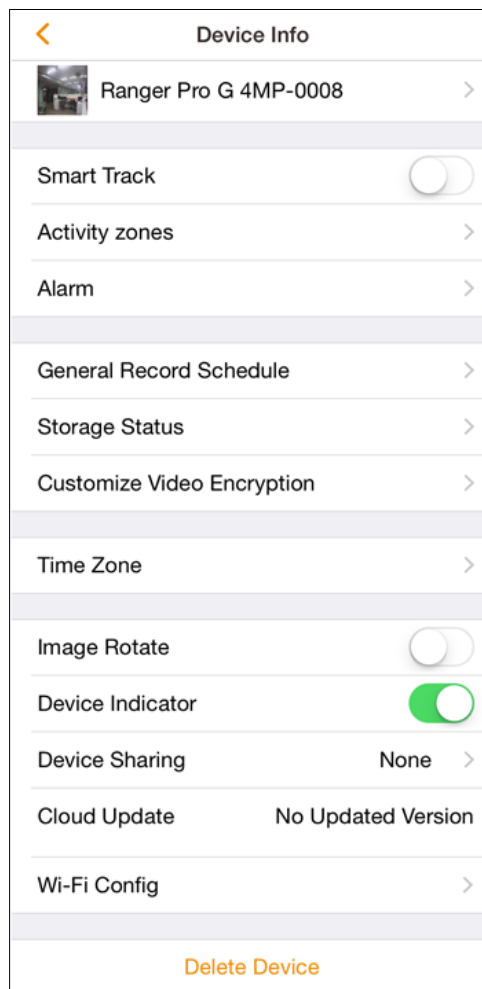 Device Info
Ranger Pro G 4MP-0008
Smart Track
Activity zones
Alarm
General Record Schedule
Storage Status
Customize Video Encryption
Time Zone
Image Rotate
Device Indicator
Device Sharing None
Cloud Update No Updated Version
Wi-Fi Config
Delete Device